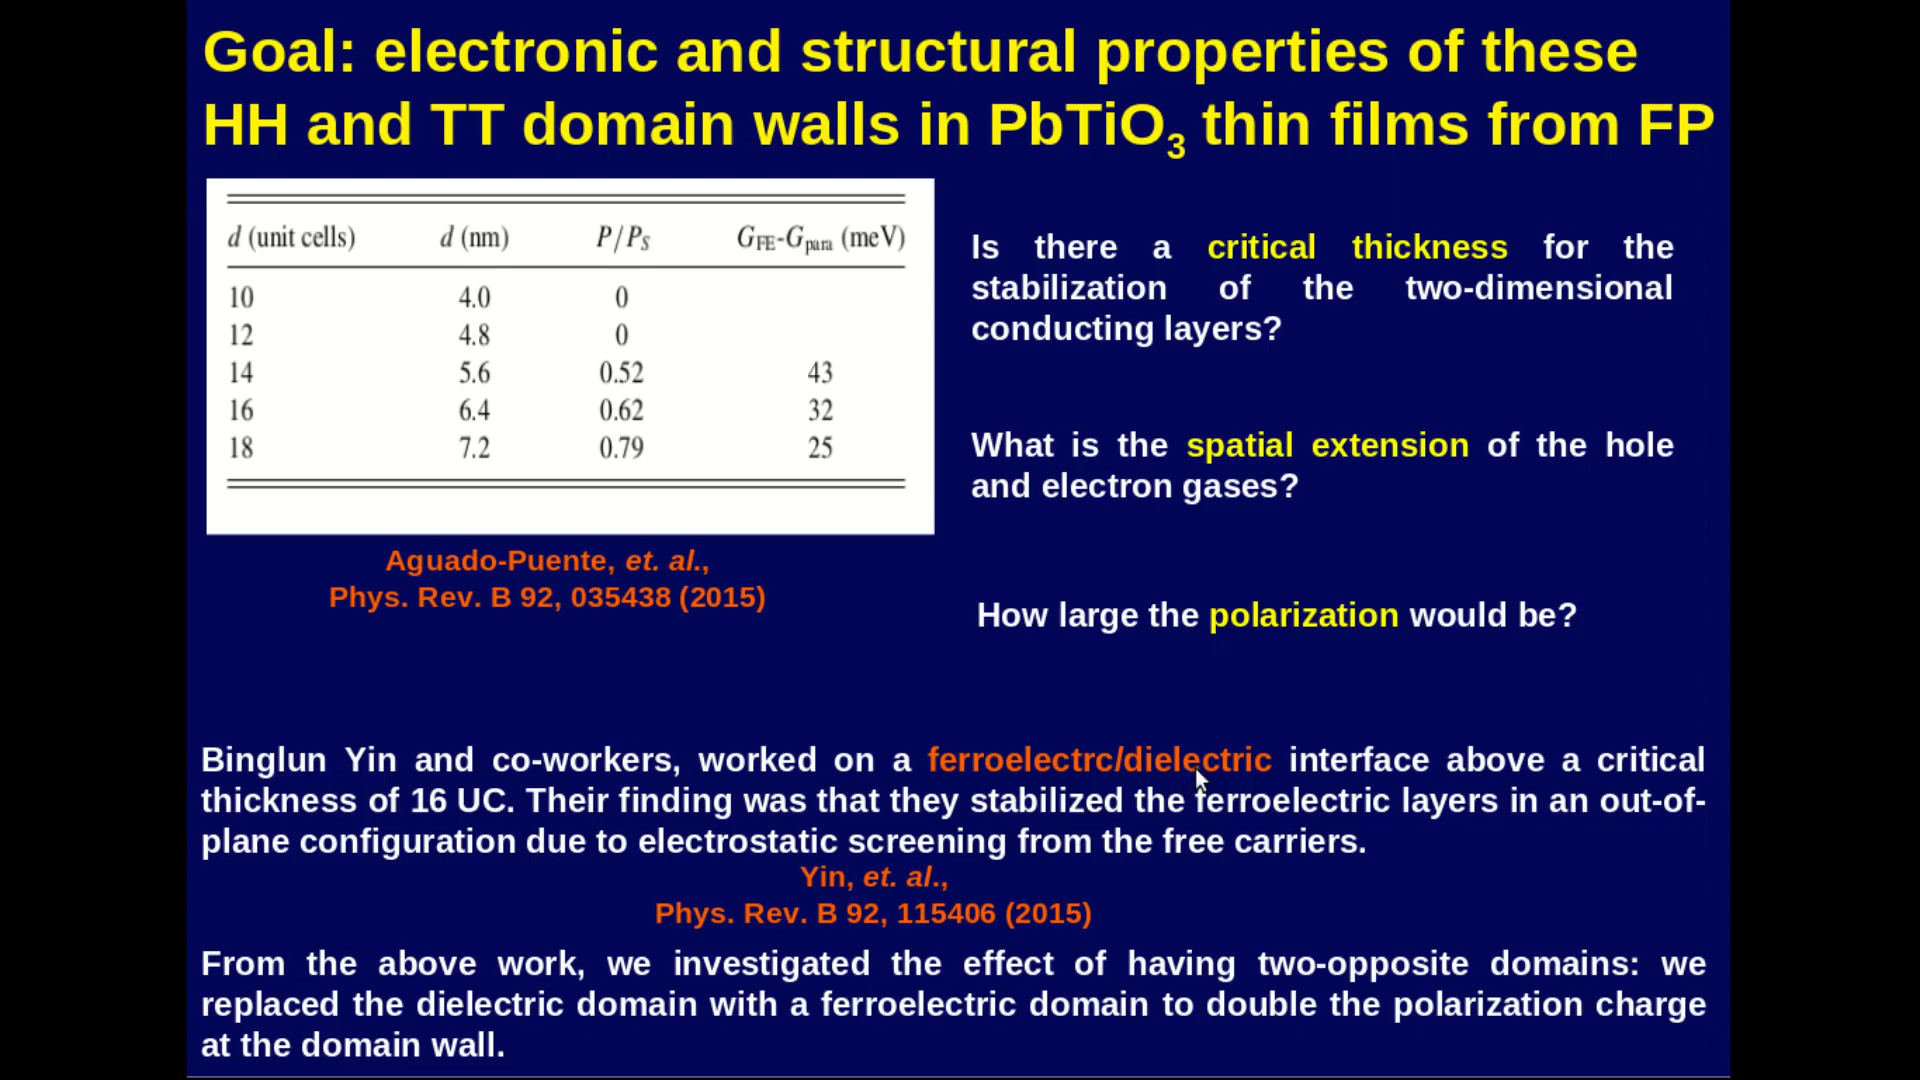 Goal: electronic and structural properties of these
HH and TT domain walls in PbTiO3 thin films from FP
d (unit cells) d (nm) P/PS GFE-Gpara (meV)
10 4.0 0
12 4.8 0
14 5.6 0.52 43
16 6.4 0.62 32
18 7.2 0.79 25
Aguado-Puente, et. al.,
Phys. Rev. B 92, 035438 (2015)
Is there a critical thickness for the
stabilization of the two-dimensional
conducting layers?
What is the spatial extension of the hole
and electron gases?
How large the polarization would be?
Binglun Yin and co-workers, worked on a ferroelectrc/dielectric interface above a critical
thickness of 16 UC. Their finding was that they stabilized the ferroelectric layers in an out-of-
plane configuration due to electrostatic screening from the free carriers.
Yin, et. al.,
Phys. Rev. B 92, 115406 (2015)
From the above work, we investigated the effect of having two-opposite domains: we
replaced the dielectric domain with a ferroelectric domain to double the polarization charge
at the domain wall.